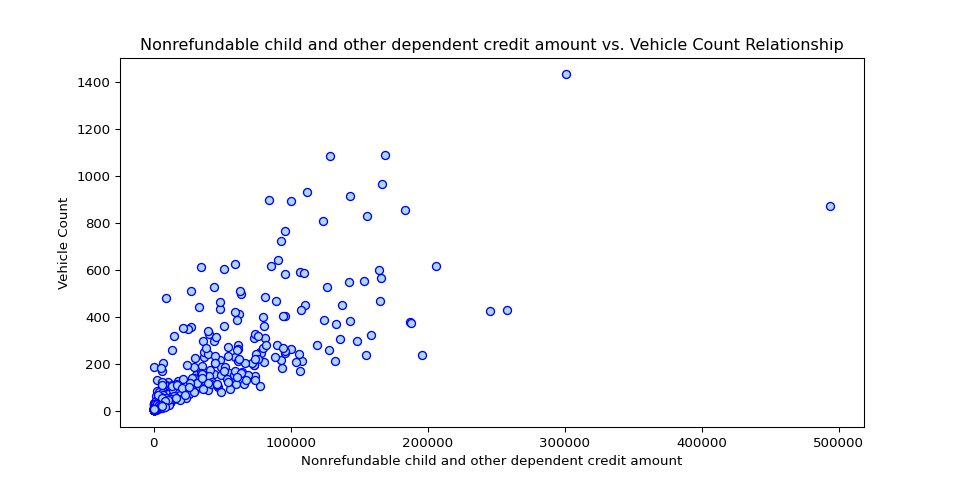 Nonrefundable child and other dependent credit amount vs. Vehicle Count Relationship
1400
1200
1000
800
600
400
200
0
Vehicle Count
0 100000 200000 300000 400000 500000
Nonrefundable child and other dependent credit amount